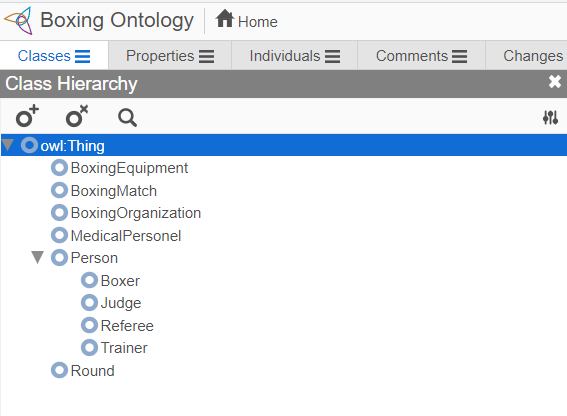 Boxing Ontology Home
Classes Properties Individuals Comments Changes
Class Hierarchy
owl:Thing
BoxingEquipment
BoxingMatch
BoxingOrganization
MedicalPersonel
Person
Boxer
Judge
Referee
Trainer
Round